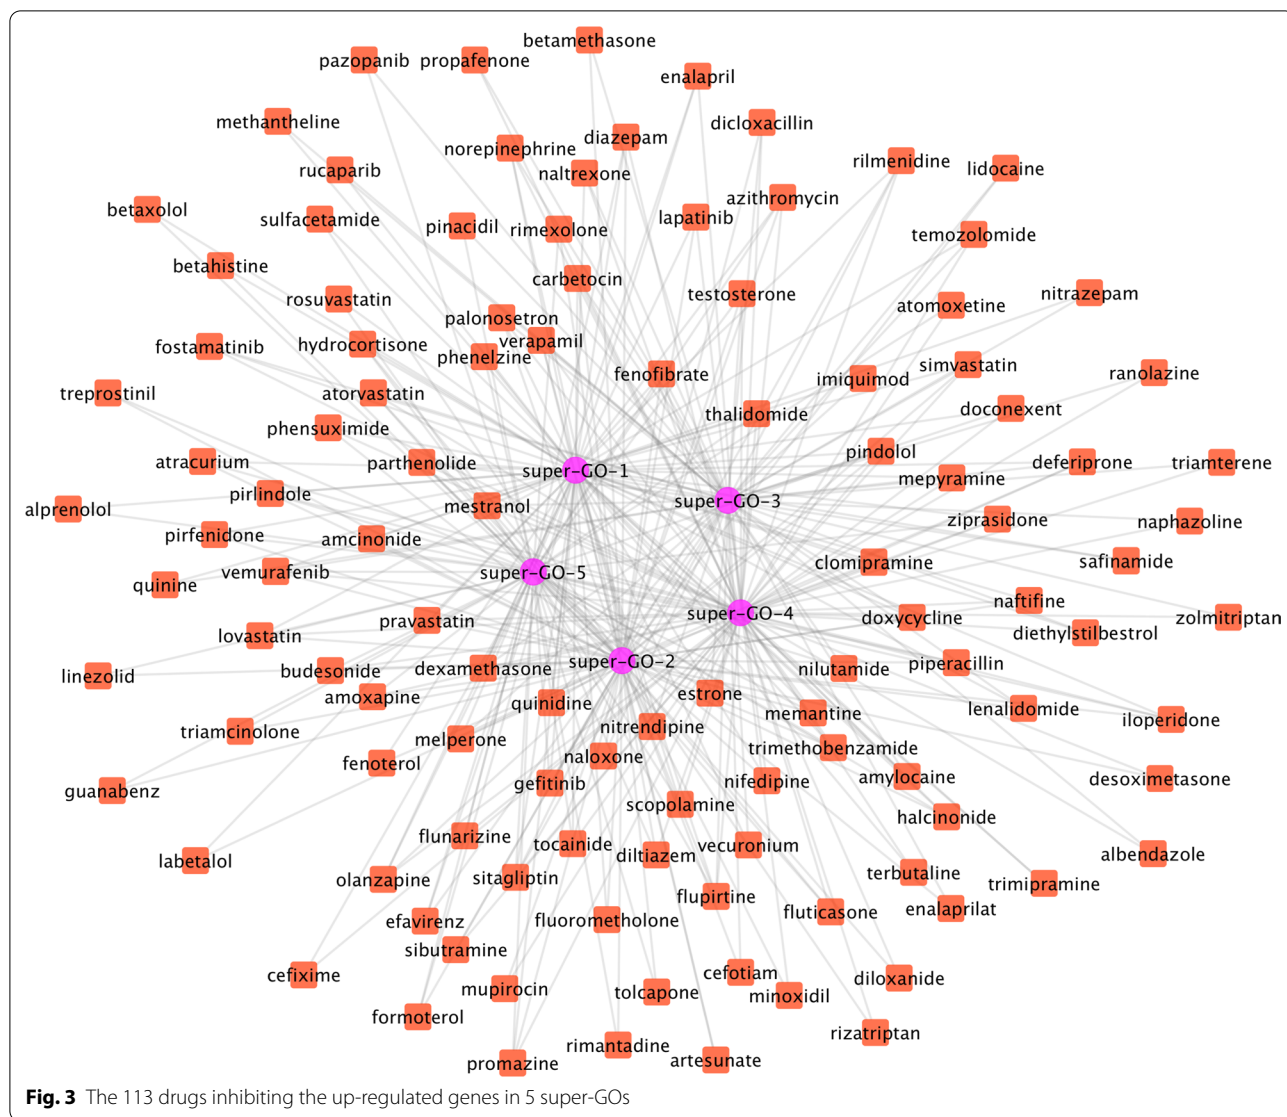 betamethasone
pazopanib
propafenone
enalapril
methantheline
dicloxacillin
diazepam
norepinephrine
rilmenidine
lidocaine
rucaparib
naltrexone
azithromycin
betaxolol
sulfacetamide
pinacidil
rimexolone
lapatinib
temozolomide
betahistine
carbetocin
testosterone
nitrazepam
rosuvastatin
atomoxetine
palonosetron
verapamil
fostamatinib
hydrocortisone
phenelzine
fenofibrate
imiquimod
simvastatin
ranolazine
treprostinil
atorvastatin
thalidomide
doconexent
phensuximide
pindolol
atracurium
parthenolide
super-GO-1
deferiprone
triamterene
mepyramine
pirlindole
super-GO-3
alprenolol
mestranol
ziprasidone
naphazoline
pirfenidone
amcinonide
clomipramine
safinamide
quinine
vemurafenib
super-GO-5
naftifine
super-GO-4
doxycycline
zolmitriptan
pravastatin
diethylstilbestrol
lovastatin
super-GO-2
piperacillin
linezolid
budesonide
dexamethasone
nilutamide
amoxapine
quinidine
estrone
memantine
lenalidomide
iloperidone
triamcinolone
melperone
nitrendipine
trimethobenzamide
fenoterol
naloxone
guanabenz
gefitinib
nifedipine
amylocaine
desoximetasone
scopolamine
halcinonide
flunarizine
tocainide
diltiazem
vecuronium
labetalol
albendazole
olanzapine
sitagliptin
terbutaline
trimipramine
flupirtine
efavirenz
fluorometholone
fluticasone
enalaprilat
sibutramine
cefixime
cefotiam
diloxanide
mupirocin
tolcapone
minoxidil
formoterol
rizatriptan
rimantadine
promazine
artesunate
Fig. 3 The 113 drugs inhibiting the up-regulated genes in 5 super-GOs